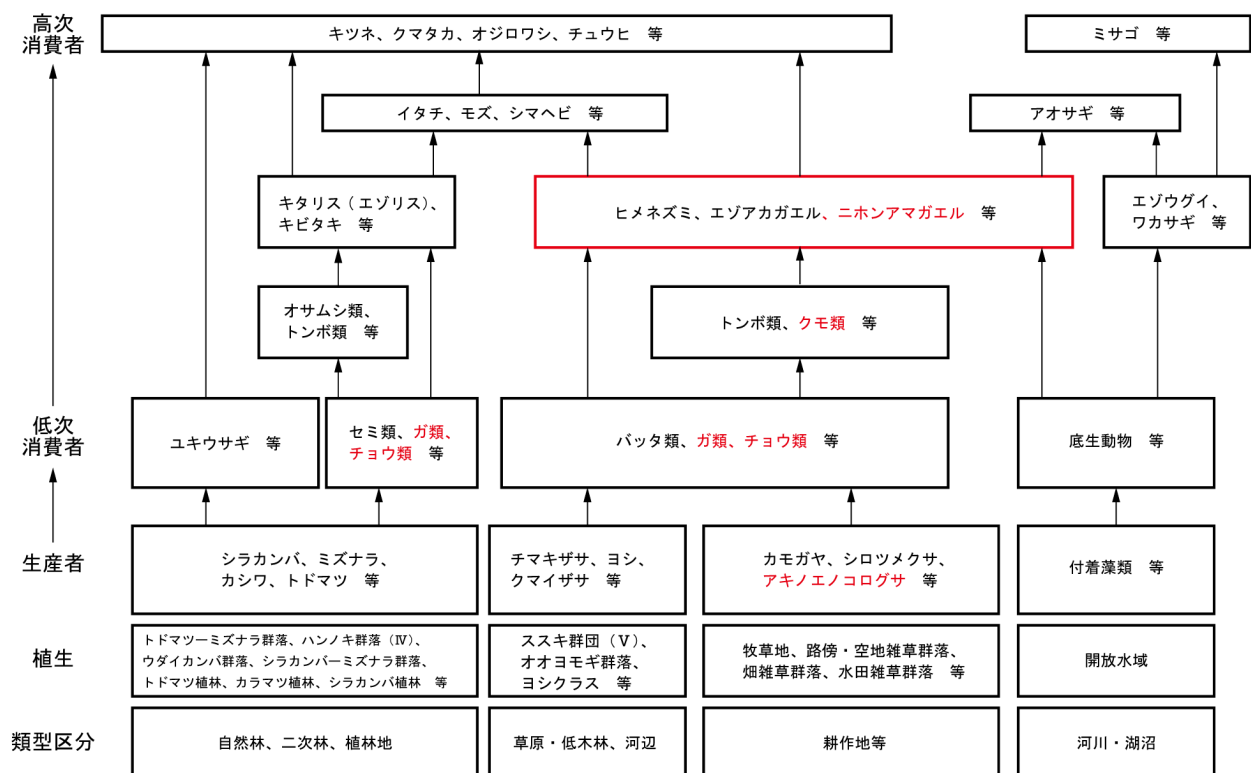 高次
消費者
キツネ、クマタカ、オジロワシ、チュウヒ　等
ミサゴ　等
イタチ、モズ、シマヘビ　等
アオサギ　等
キタリス（エゾリス）、
キビタキ　等
ヒメネズミ、エゾアカガエル、ニホンアマガエル　等
エゾウグイ、
ワカサギ　等
オサムシ類、
トンボ類　等
トンボ類、クモ類　等
低次
消費者
ユキウサギ　等
セミ類、ガ類、
チョウ類　等
バッタ類、ガ類、チョウ類　等
底生動物　等
生産者
シラカンバ、ミズナラ、
カシワ、トドマツ　等
チマキザサ、ヨシ、
クマイザサ　等
カモガヤ、シロツメクサ、
アキノエノコログサ　等
付着藻類　等
植生
トドマツーミズナラ群落、ハンノキ群落（Ⅳ）、
ウダイカンバ群落、シラカンバーミズナラ群落、
トドマツ植林、カラマツ植林、シラカンバ植林　等
ススキ群団（Ⅴ）、
オオヨモギ群落、
ヨシクラス　等
牧草地、路傍・空地雑草群落、
畑雑草群落、水田雑草群落　等
開放水域
類型区分
自然林、二次林、植林地
草原・低木林、河辺
耕作地等
河川・湖沼